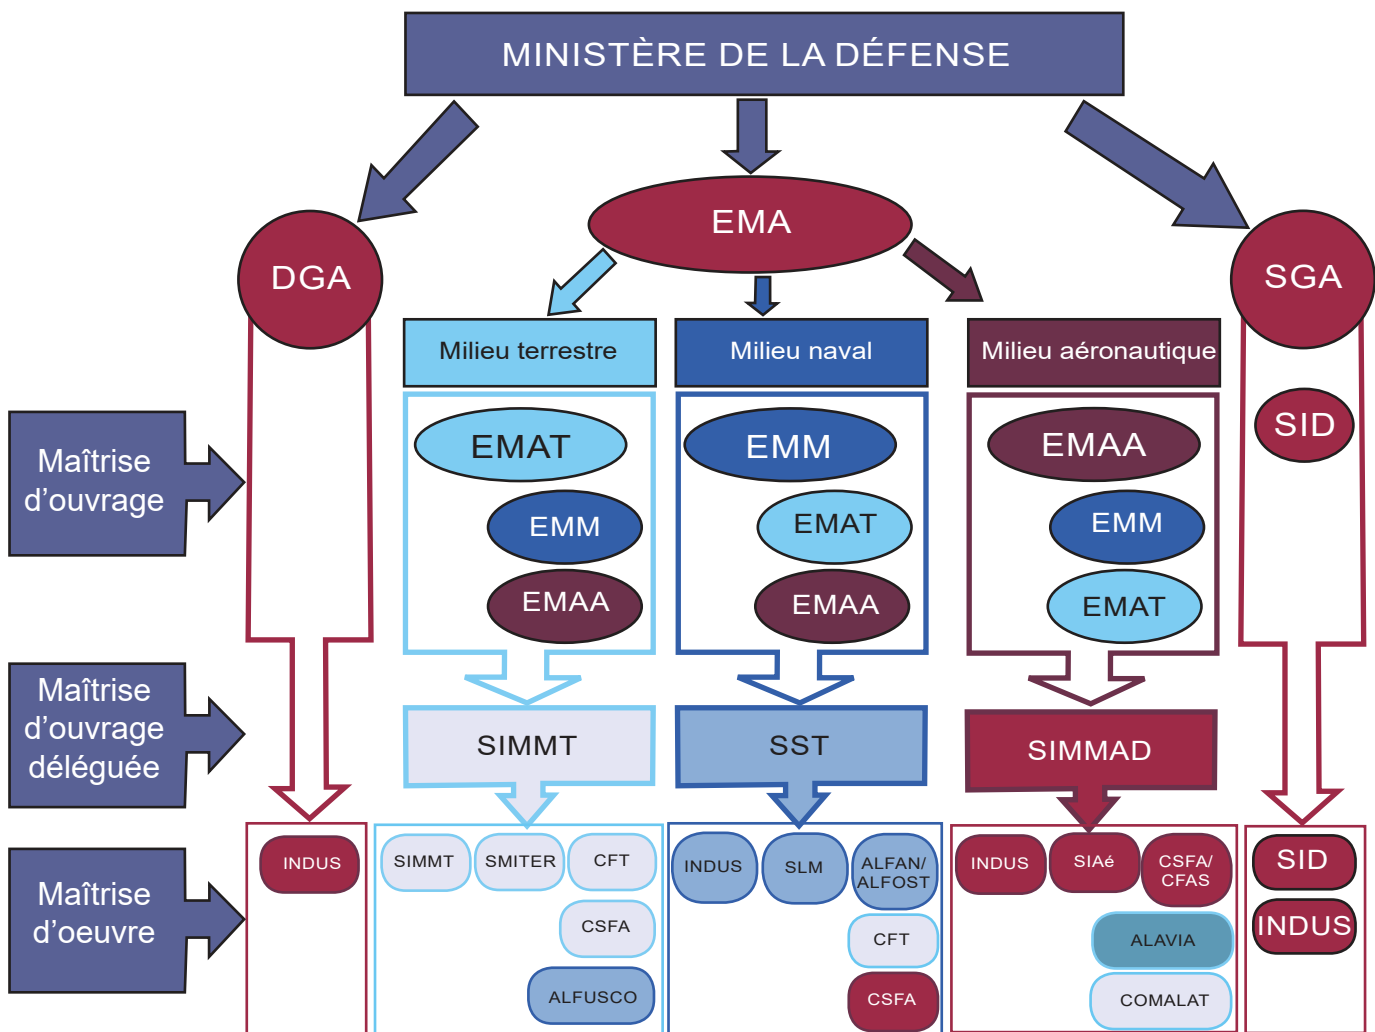 MINISTÈRE DE LA DÉFENSE
EMA
DGA
SGA
Milieu terrestre
Milieu naval
Milieu aéronautique
Maîtrise
d'ouvrage
EMAT
EMM
EMAA
EMM
EMAT
EMAA
EMAA
EMM
EMAT
SID
Maîtrise
d'ouvrage
déléguée
SIMMT
SST
SIMMAD
Maîtrise
d'oeuvre
INDUS
SIMMT
SMITER
CFT
CSFA
ALFUSCO
INDUS
SLM
ALFAN/
ALFOST
CFT
CSFA
INDUS
SIAé
CSFA/
CFAS
ALAVIA
COMALAT
SID
INDUS